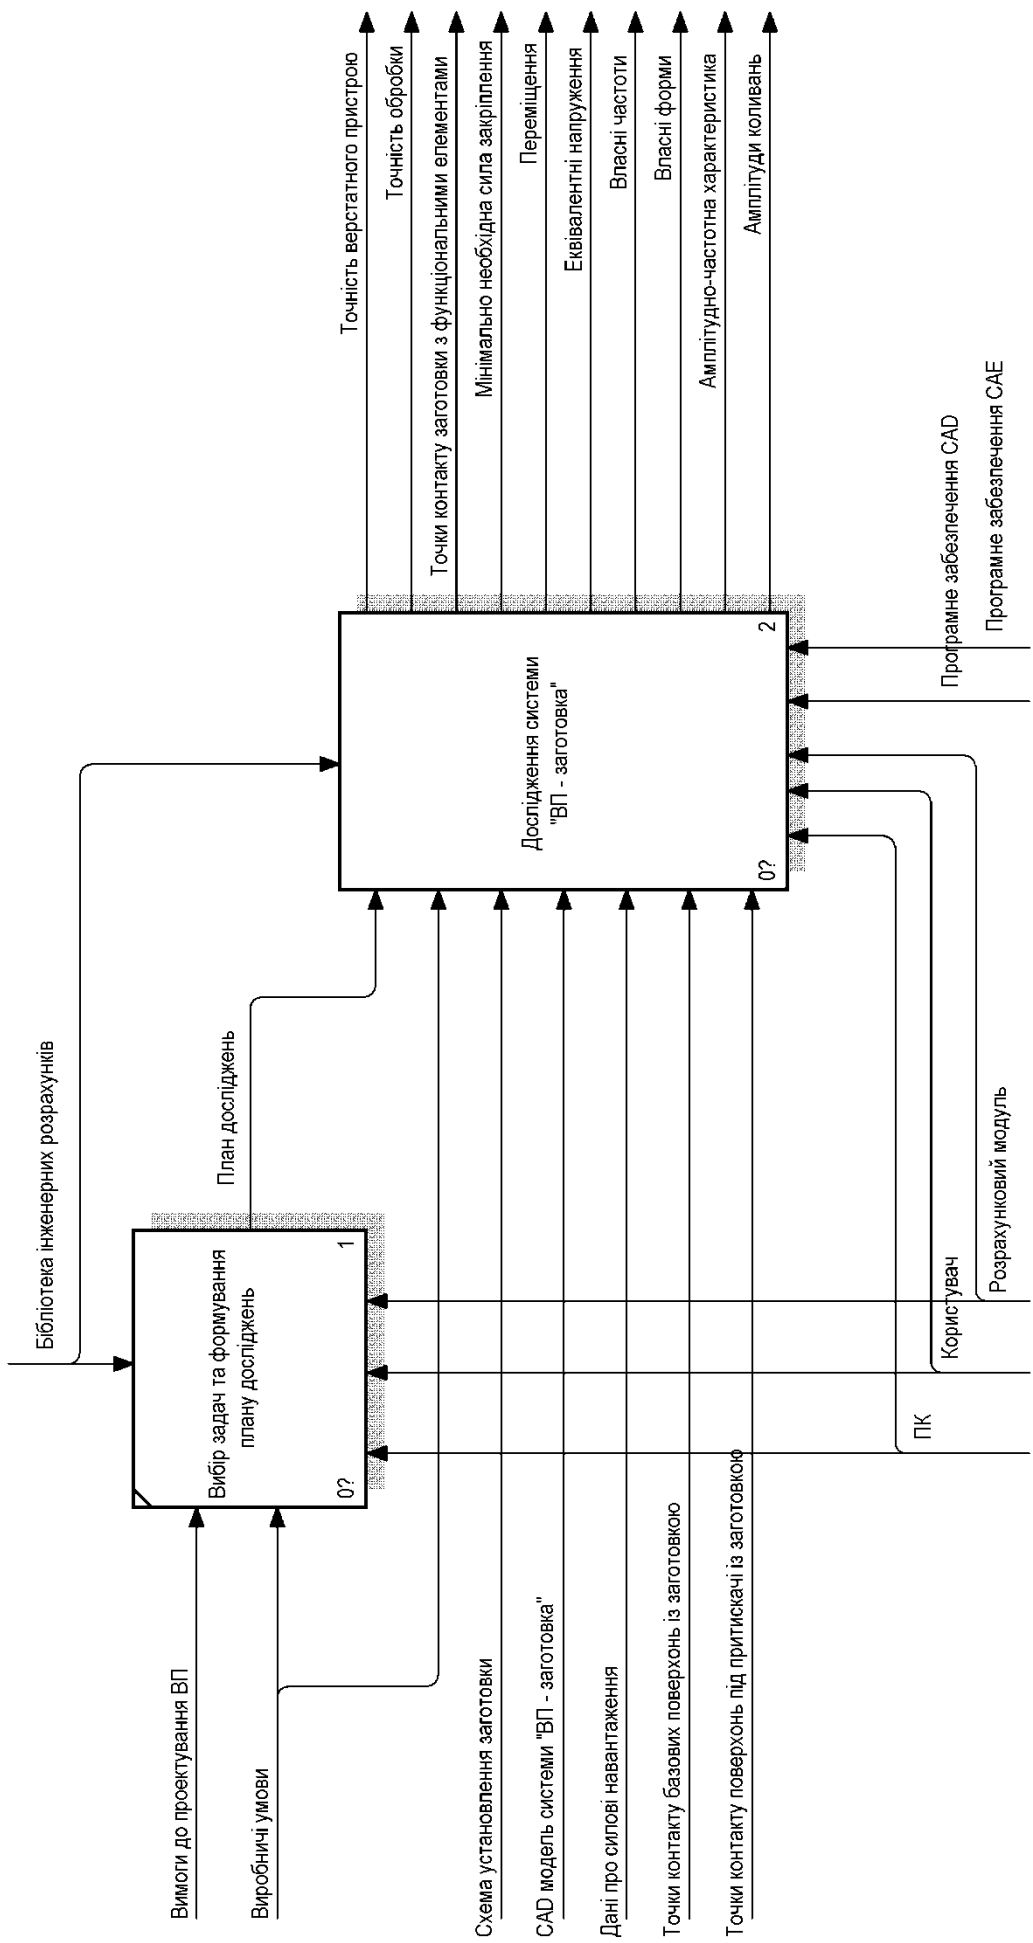 Бібліотека інженерних розрахунків
Вимоги до проектування ВП
Виробничі умови
Вибір задач та формування
плану досліджень
0?
1
План досліджень
Схема установлення заготовки
CAD модель системи "ВП - заготовка"
Дані про силові навантаження
Точки контакту базових поверхонь із заготовкою
Точки контакту поверхонь під притискачі із заготовкою
Дослідження системи
"ВП - заготовка"
0?
2
Точність верстатного пристрою
Точність обробки
Точки контакту заготовки з функціональними елементами
Мінімально необхідна сила закріплення
Переміщення
Еквівалентні напруження
Власні частоти
Власні форми
Амплітудно-частотна характеристика
Амплітуди коливань
ПК
Користувач
Розрахунковий модуль
Програмне забезпечення CAD
Програмне забезпечення CAE